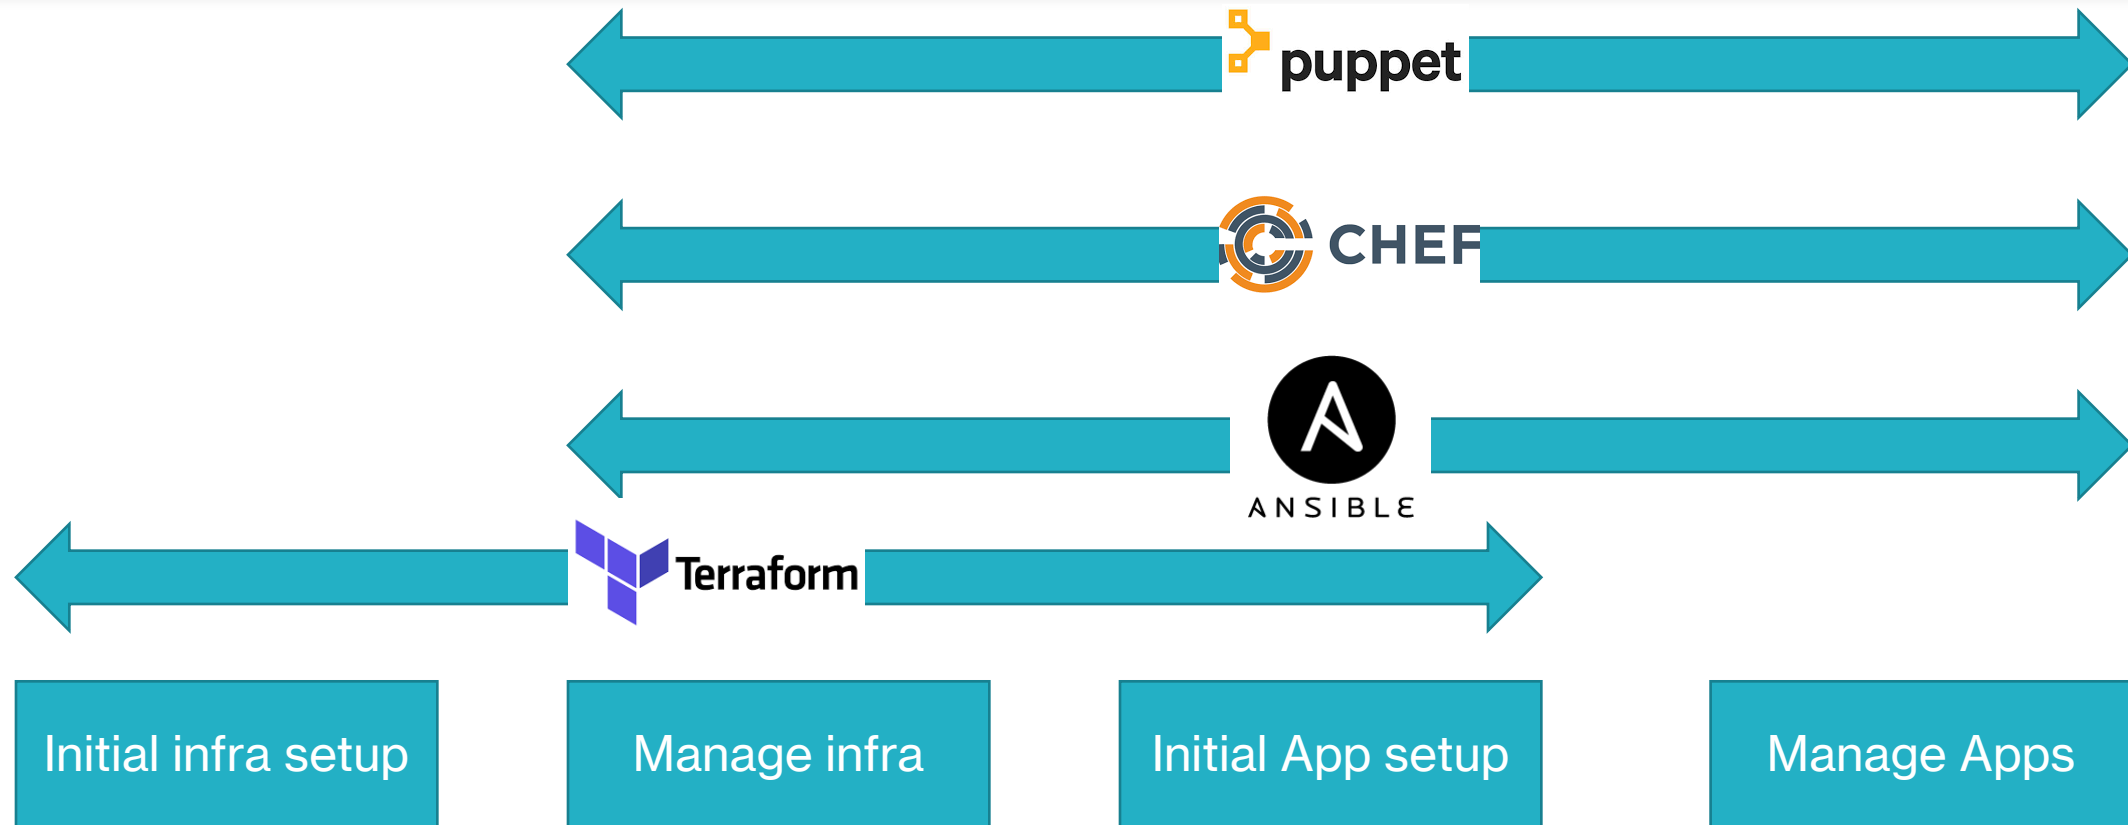 puppet
CHEF
ANSIBLE
Terraform
Initial infra setup
Manage infra
Initial App setup
Manage Apps